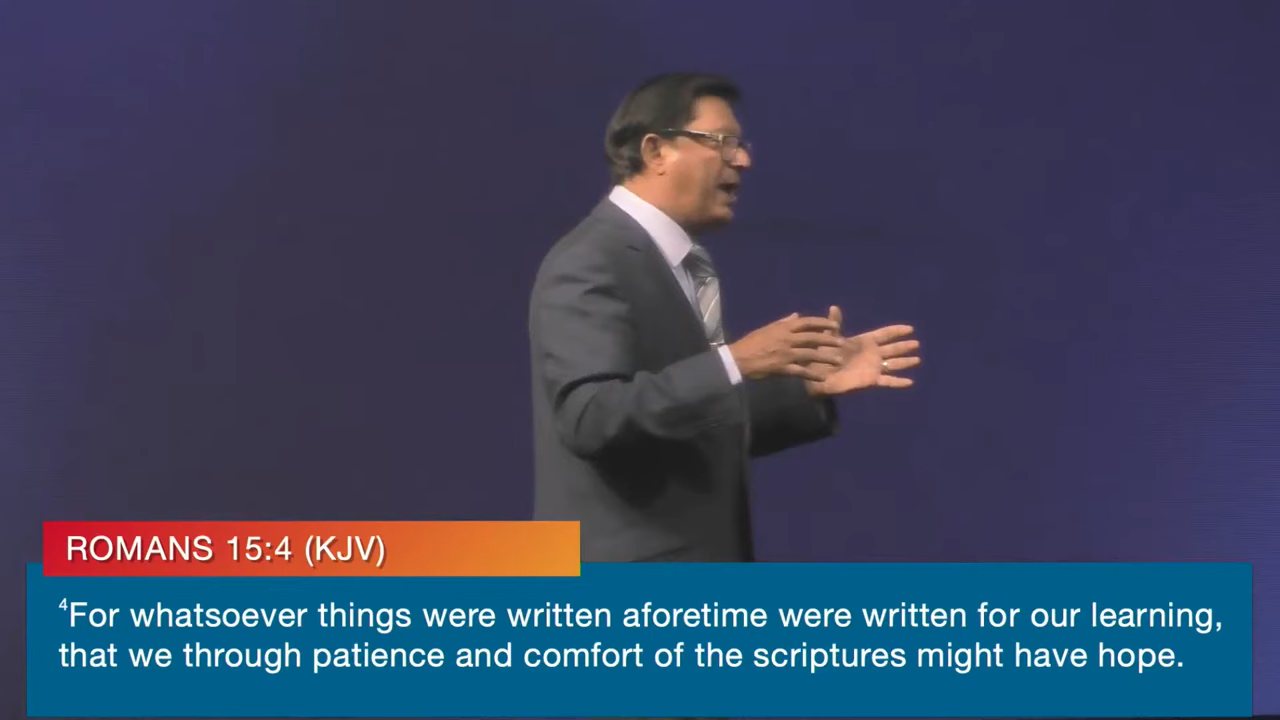 ROMANS 15:4 (KJV)
⁴For whatsoever things were written aforetime were written for our learning,
that we through patience and comfort of the scriptures might have hope.